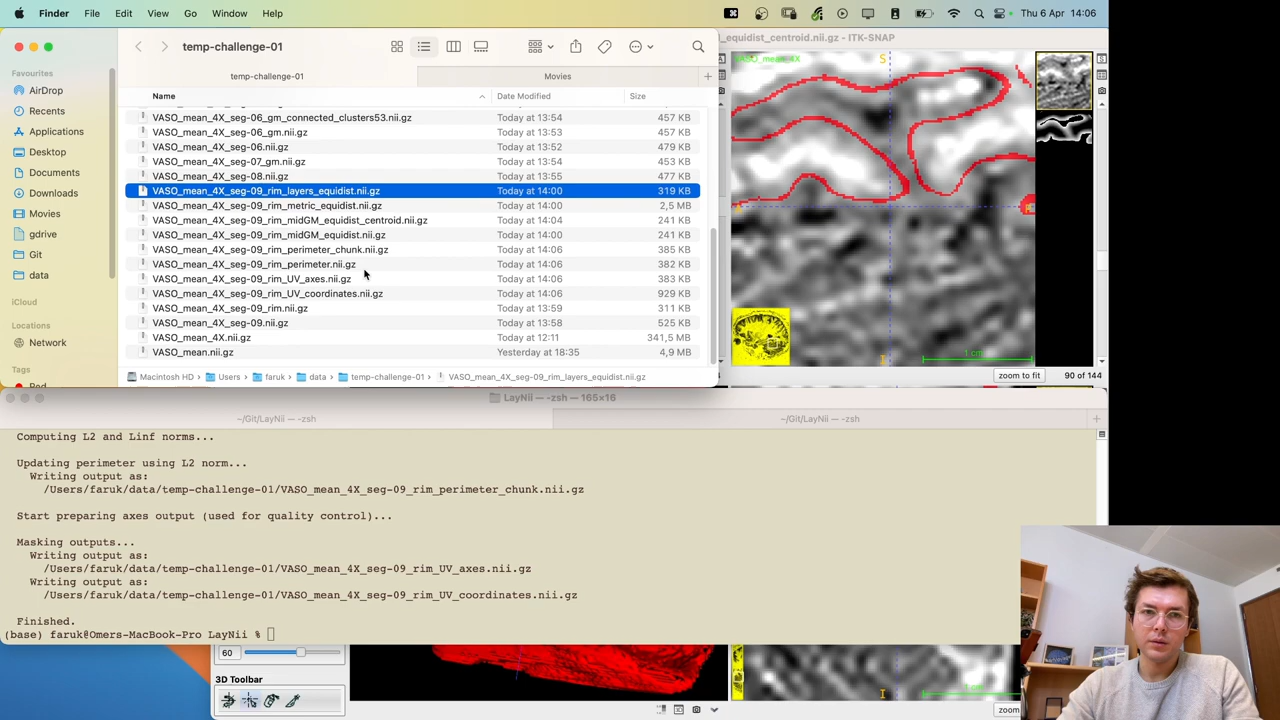 Finder File Edit View Go Window Help
Thu 6 Apr 14:06
temp-challenge-01
_equidist_centroid.nii.gz - ITK-SNAP
Favourites
AirDrop
Recents
Applications
Desktop
Documents
Downloads
Movies
gdrive
Git
data
iCloud
Locations
Network
Tags
Red
temp-challenge-01 Movies
Name Date Modified Size
VASO_mean_4X_seg-06_gm_connected_clusters53.nii.gz Today at 13:54 457 KB
VASO_mean_4X_seg-06_gm.nii.gz Today at 13:53 457 KB
VASO_mean_4X_seg-06.nii.gz Today at 13:52 479 KB
VASO_mean_4X_seg-07_gm.nii.gz Today at 13:54 453 KB
VASO_mean_4X_seg-08.nii.gz Today at 13:55 477 KB
VASO_mean_4X_seg-09_rim_layers_equidist.nii.gz Today at 14:00 319 KB
VASO_mean_4X_seg-09_rim_metric_equidist.nii.gz Today at 14:00 2,5 MB
VASO_mean_4X_seg-09_rim_midGM_equidist_centroid.nii.gz Today at 14:04 241 KB
VASO_mean_4X_seg-09_rim_midGM_equidist.nii.gz Today at 14:00 241 KB
VASO_mean_4X_seg-09_rim_perimeter_chunk.nii.gz Today at 14:06 385 KB
VASO_mean_4X_seg-09_rim_perimeter.nii.gz Today at 14:06 382 KB
VASO_mean_4X_seg-09_rim_UV_axes.nii.gz Today at 14:06 383 KB
VASO_mean_4X_seg-09_rim_UV_coordinates.nii.gz Today at 14:06 929 KB
VASO_mean_4X_seg-09_rim.nii.gz Today at 13:59 311 KB
VASO_mean_4X_seg-09.nii.gz Today at 13:58 525 KB
VASO_mean_4X.nii.gz Today at 12:11 341,5 MB
VASO_mean.nii.gz Yesterday at 18:35 4,9 MB
Macintosh HD › Users › faruk › data › temp-challenge-01 › VASO_mean_4X_seg-09_rim_layers_equidist.nii.gz
VASO_mean_4X
S
I
1 cm
zoom to fit 90 of 144
LayNii — -zsh — 165×16
~/Git/LayNii — -zsh ~/Git/LayNii — -zsh
Computing L2 and Linf norms...
Updating perimeter using L2 norm...
Writing output as:
/Users/faruk/data/temp-challenge-01/VASO_mean_4X_seg-09_rim_perimeter_chunk.nii.gz
Start preparing axes output (used for quality control)...
Masking outputs...
Writing output as:
/Users/faruk/data/temp-challenge-01/VASO_mean_4X_seg-09_rim_UV_axes.nii.gz
Writing output as:
/Users/faruk/data/temp-challenge-01/VASO_mean_4X_seg-09_rim_UV_coordinates.nii.gz
Finished.
(base) faruk@Omers-MacBook-Pro LayNii %
60
3D Toolbar
I
zoom